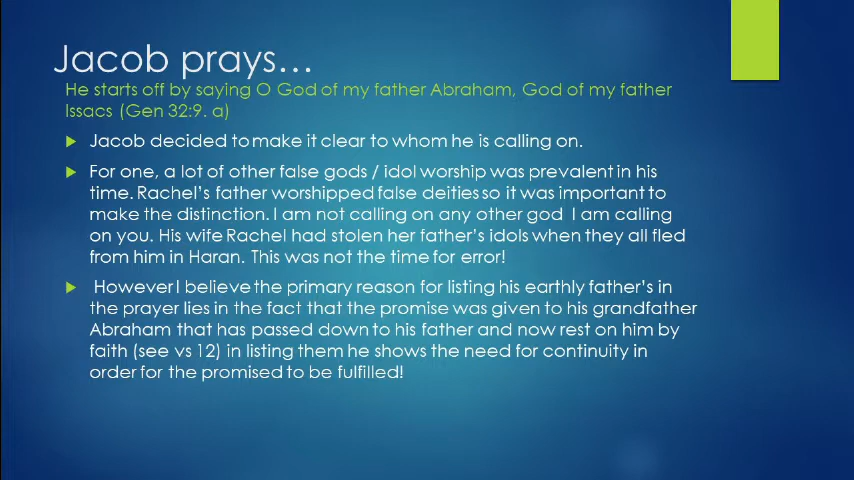 Jacob prays…
He starts off by saying O God of my father Abraham, God of my father
Issacs (Gen 32:9. a)
Jacob decided to make it clear to whom he is calling on.
For one, a lot of other false gods / idol worship was prevalent in his
time. Rachel's father worshipped false deities so it was important to
make the distinction. I am not calling on any other god  I am calling
on you. His wife Rachel had stolen her father's idols when they all fled
from him in Haran. This was not the time for error!
However I believe the primary reason for listing his earthly father's in
the prayer lies in the fact that the promise was given to his grandfather
Abraham that has passed down to his father and now rest on him by
faith (see vs 12) in listing them he shows the need for continuity in
order for the promised to be fulfilled!